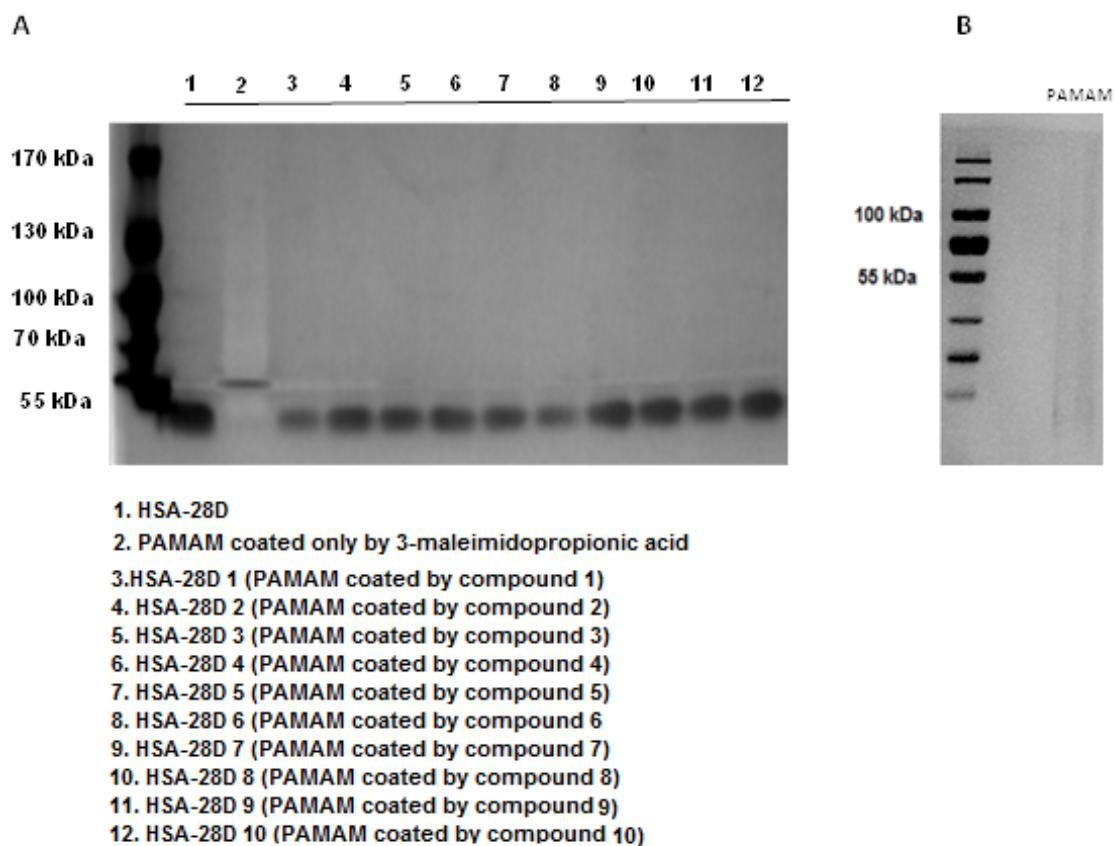 A
B
1 2 3 4 5 6 7 8 9 10 11 12
PAMAM
170 kDa
130 kDa
100 kDa
70 kDa
55 kDa
100 kDa
55 kDa
1. HSA-28D
2. PAMAM coated only by 3-maleimidopropionic acid
3.HSA-28D 1 (PAMAM coated by compound 1)
4. HSA-28D 2 (PAMAM coated by compound 2)
5. HSA-28D 3 (PAMAM coated by compound 3)
6. HSA-28D 4 (PAMAM coated by compound 4)
7. HSA-28D 5 (PAMAM coated by compound 5)
8. HSA-28D 6 (PAMAM coated by compound 6
9. HSA-28D 7 (PAMAM coated by compound 7)
10. HSA-28D 8 (PAMAM coated by compound 8)
11. HSA-28D 9 (PAMAM coated by compound 9)
12. HSA-28D 10 (PAMAM coated by compound 10)